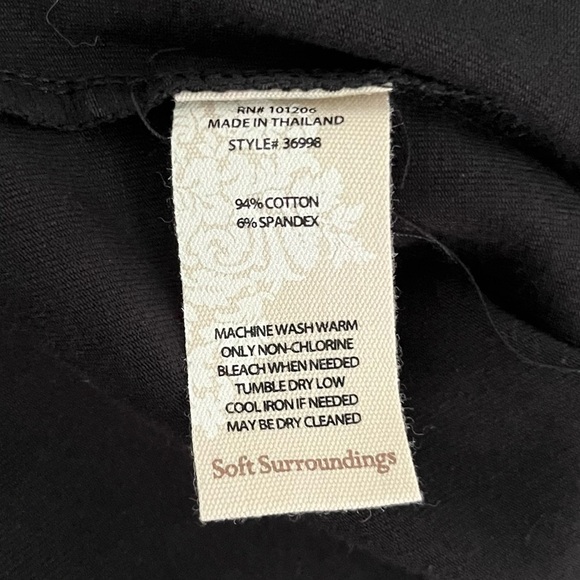 RN# 101206
MADE IN THAILAND
STYLE# 36998
94% COTTON
6% SPANDEX
MACHINE WASH WARM
ONLY NON-CHLORINE
BLEACH WHEN NEEDED
TUMBLE DRY LOW
COOL IRON IF NEEDED
MAY BE DRY CLEANED
Soft Surroundings